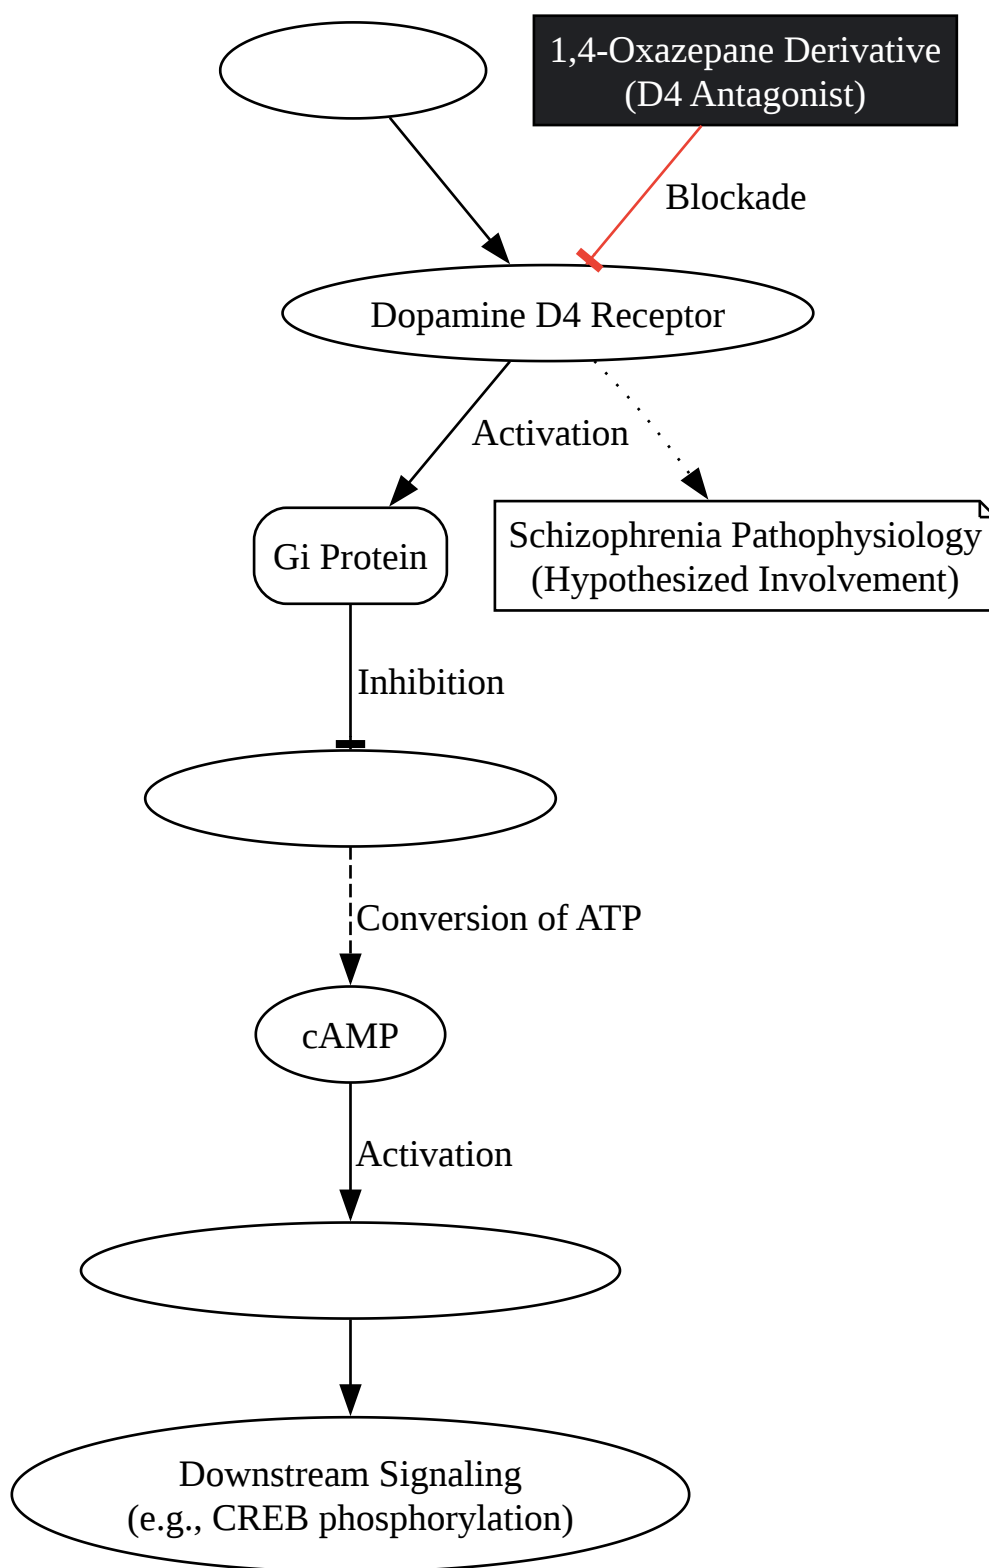 1,4-Oxazepane Derivative
(D4 Antagonist)
Blockade
Dopamine D4 Receptor
Activation
Gi Protein
Schizophrenia Pathophysiology
(Hypothesized Involvement)
Inhibition
Conversion of ATP
cAMP
Activation
Downstream Signaling
(e.g., CREB phosphorylation)